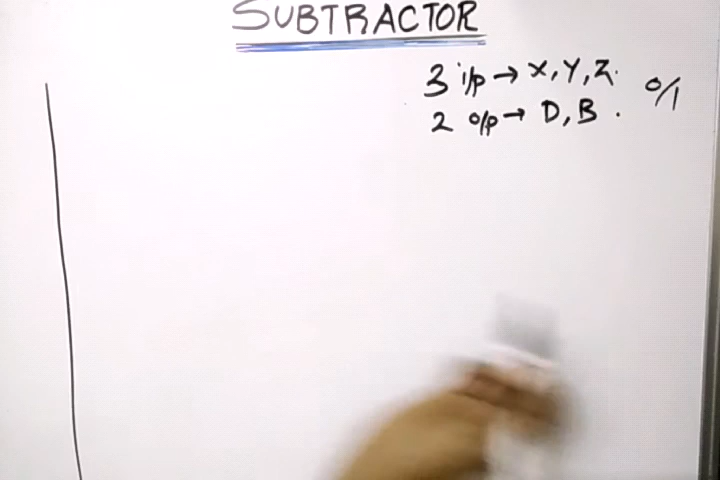 SUBTRACTOR
3 i/p → X, Y, Z.
2 o/p → D, B .
0/1